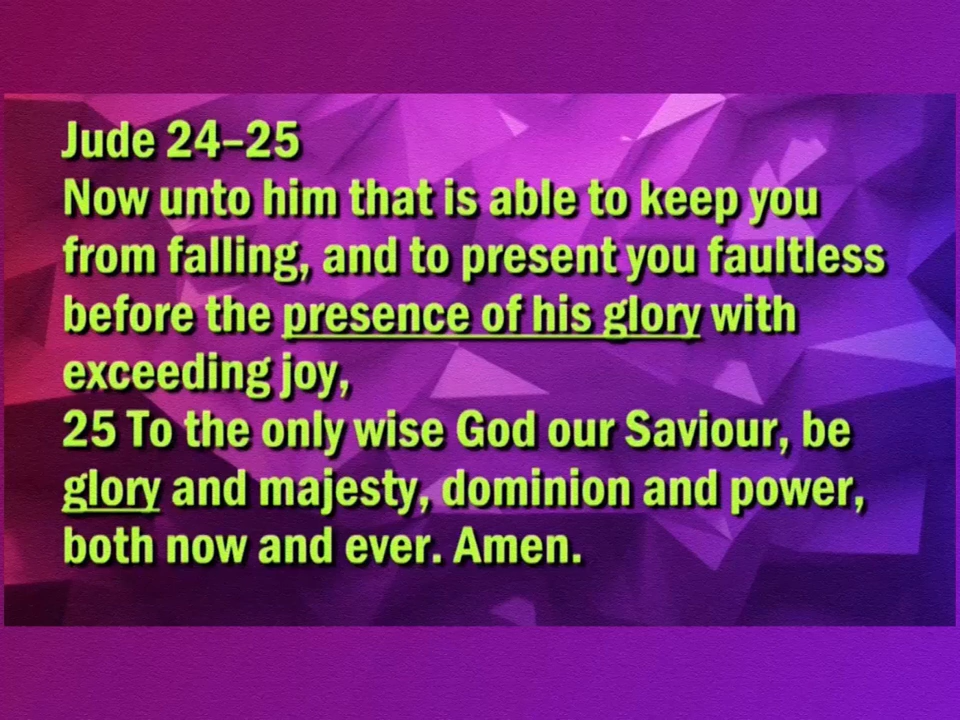 Jude 24–25
Now unto him that is able to keep you
from falling, and to present you faultless
before the presence of his glory with
exceeding joy,
25 To the only wise God our Saviour, be
glory and majesty, dominion and power,
both now and ever. Amen.